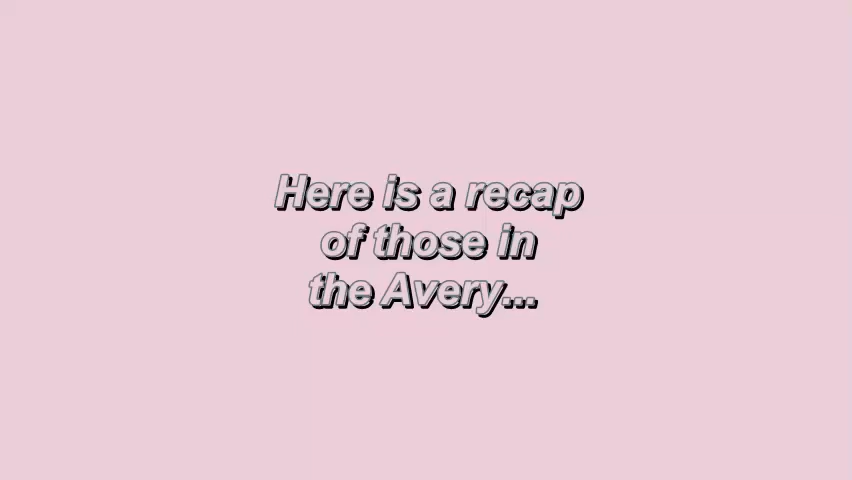 Here is a recap
of those in
the Avery...